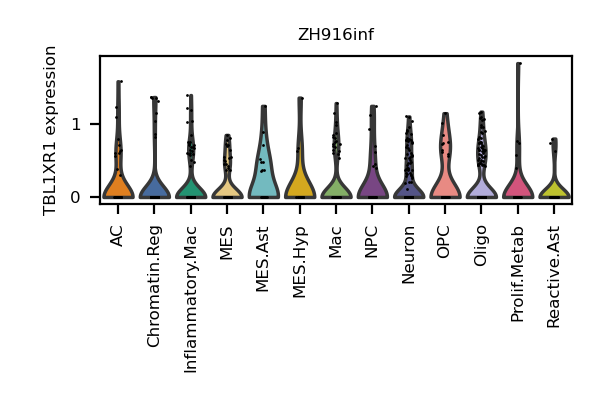 ZH916inf
TBL1XR1 expression
1
0
AC
Chromatin.Reg
Inflammatory.Mac
MES
MES.Ast
MES.Hyp
Mac
NPC
Neuron
OPC
Oligo
Prolif.Metab
Reactive.Ast